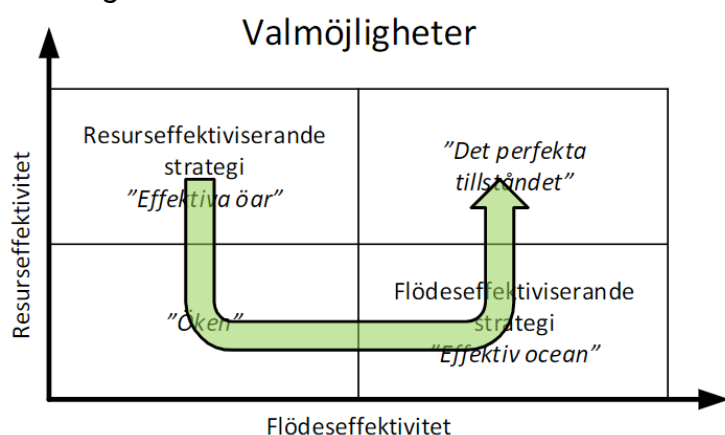 Valmöjligheter
Resurseffektivitet
Resurseffektiviserande
strategi
"Effektiva öar"
"Det perfekta
tillståndet"
"Öken"
Flödeseffektiviserande
strategi
"Effektiv ocean"
Flödeseffektivitet